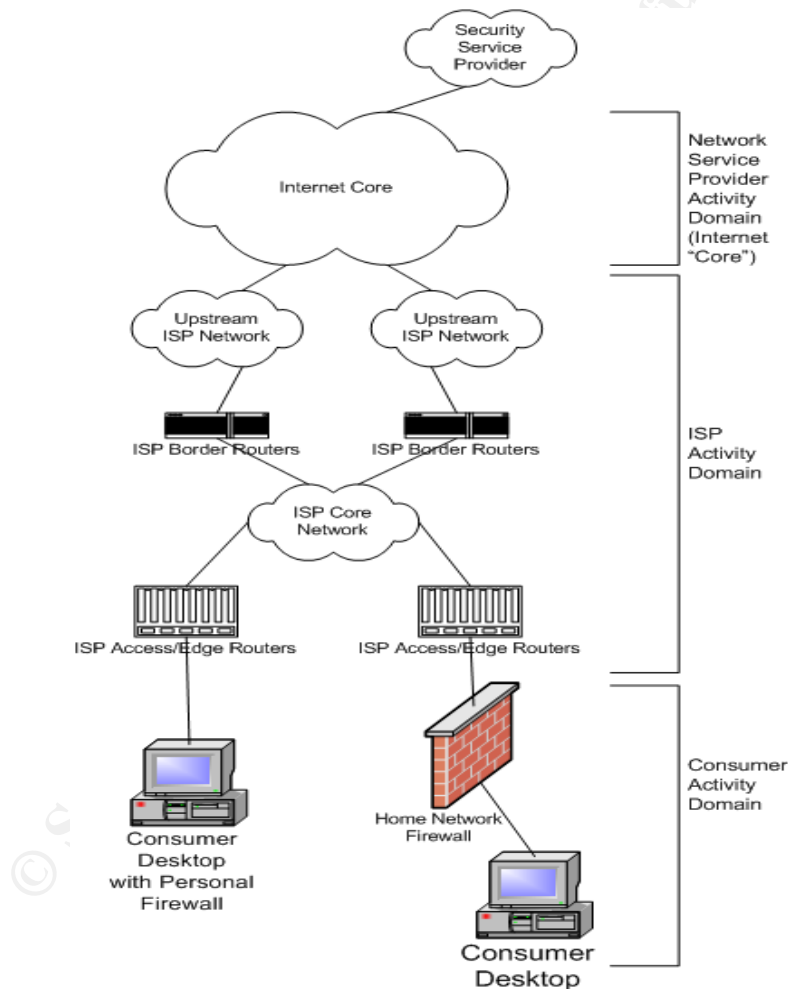 Security
Service
Provider
Internet Core
Network
Service
Provider
Activity
Domain
(Internet
“Core”)
Upstream
ISP Network
Upstream
ISP Network
ISP Border Routers
ISP Border Routers
ISP
Activity
Domain
ISP Core
Network
ISP Access/Edge Routers
ISP Access/Edge Routers
Consumer
Activity
Domain
Home Network
Firewall
Consumer
Desktop
with Personal
Firewall
Consumer
Desktop
©